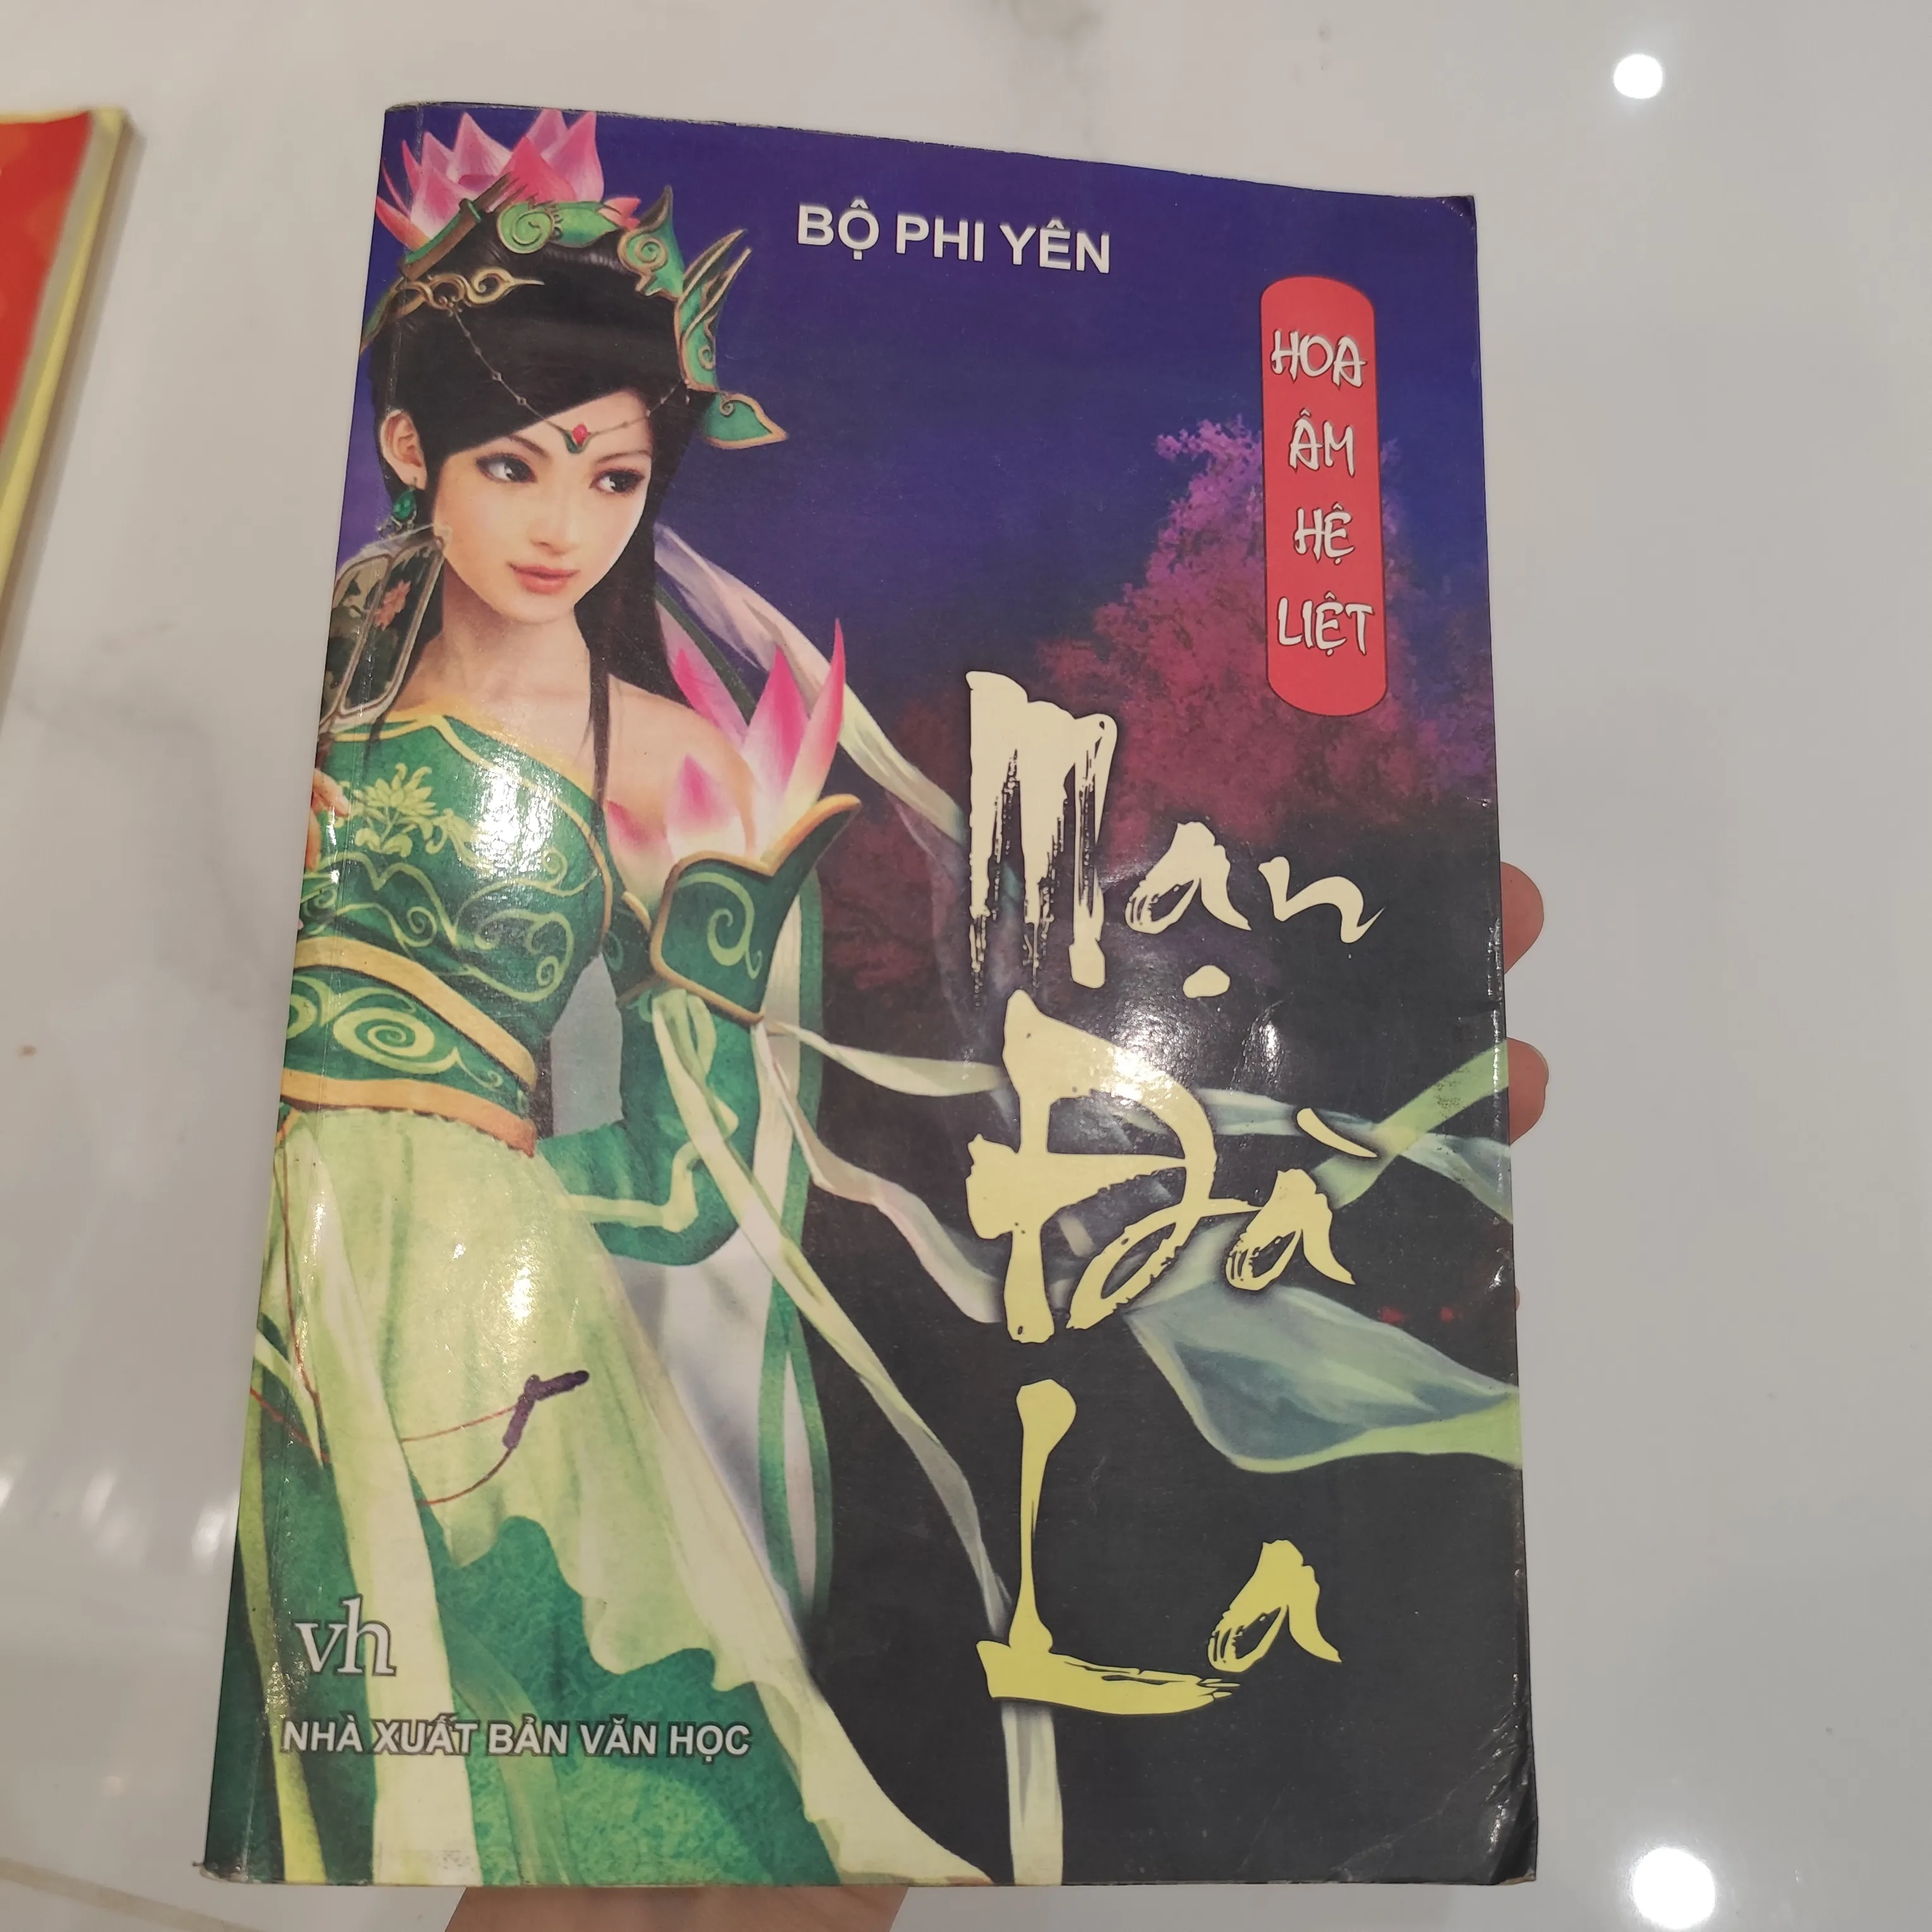 BỘ PHI YÊN
HOA
ÂM
HỆ
LIỆT
Mạn
Đà
La
vh
NHÀ XUẤT BẢN VĂN HỌC